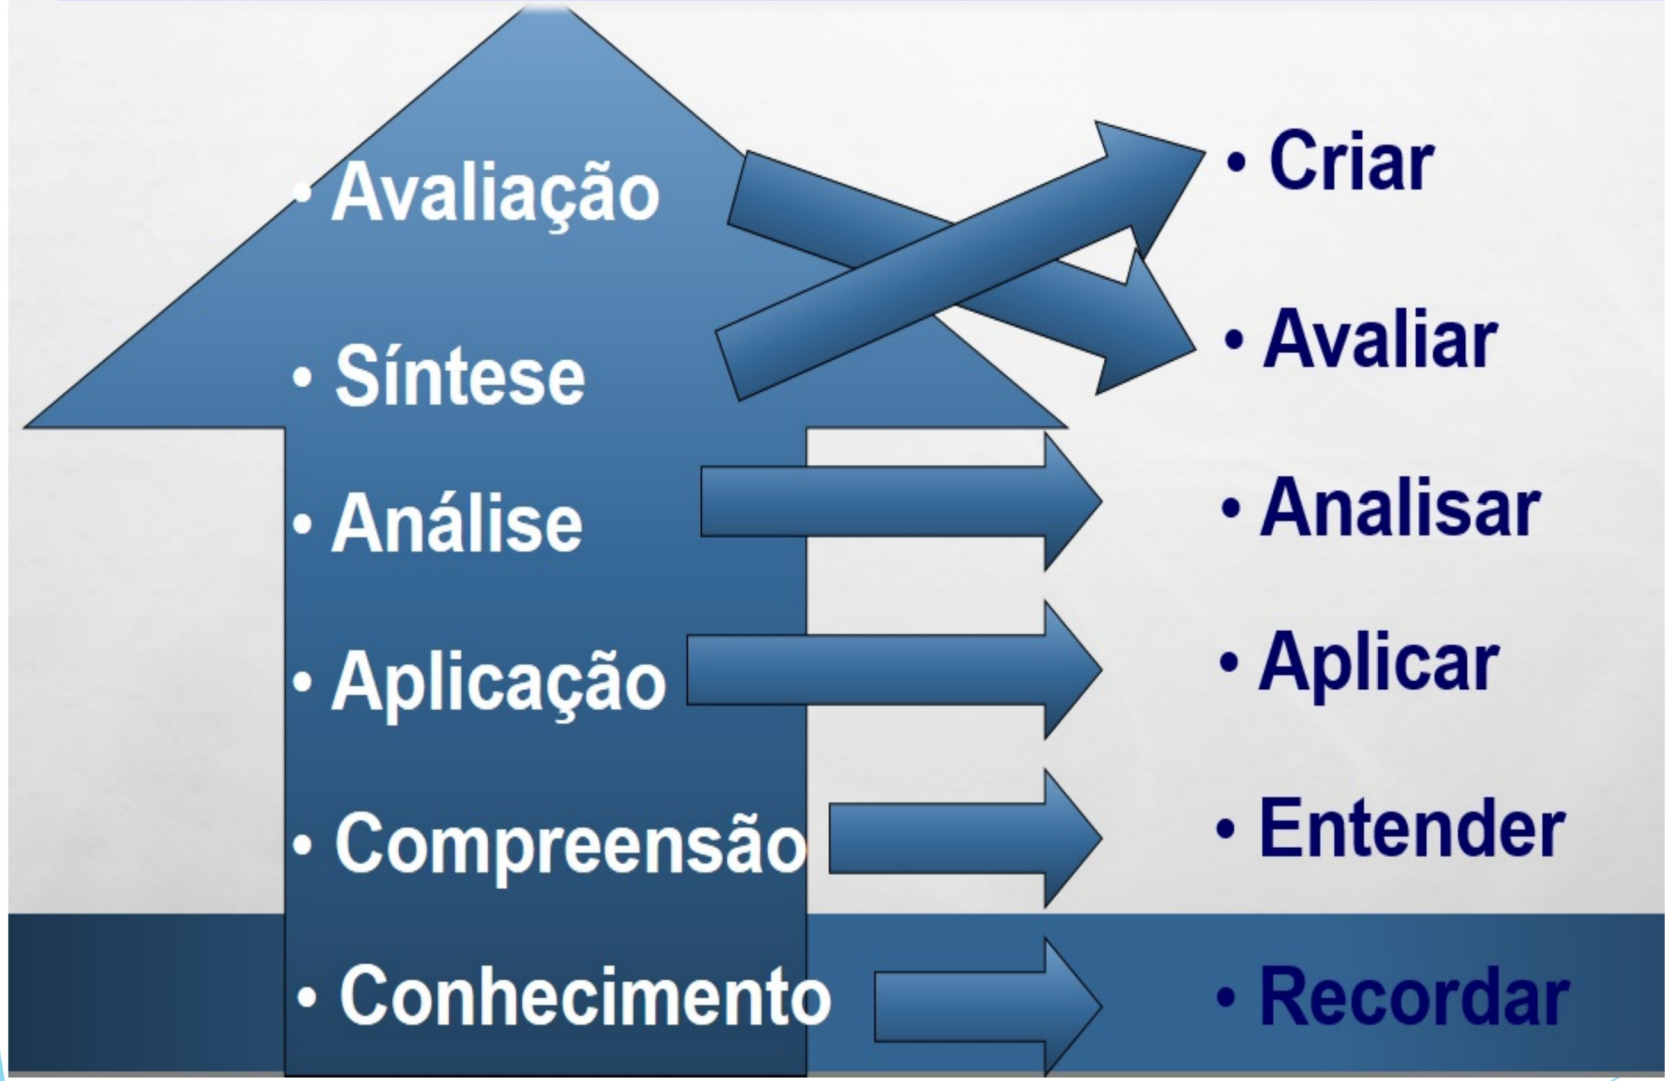 • Avaliação
• Síntese
• Análise
• Aplicação
• Compreensão
• Conhecimento
• Criar
• Avaliar
• Analisar
• Aplicar
• Entender
• Recordar